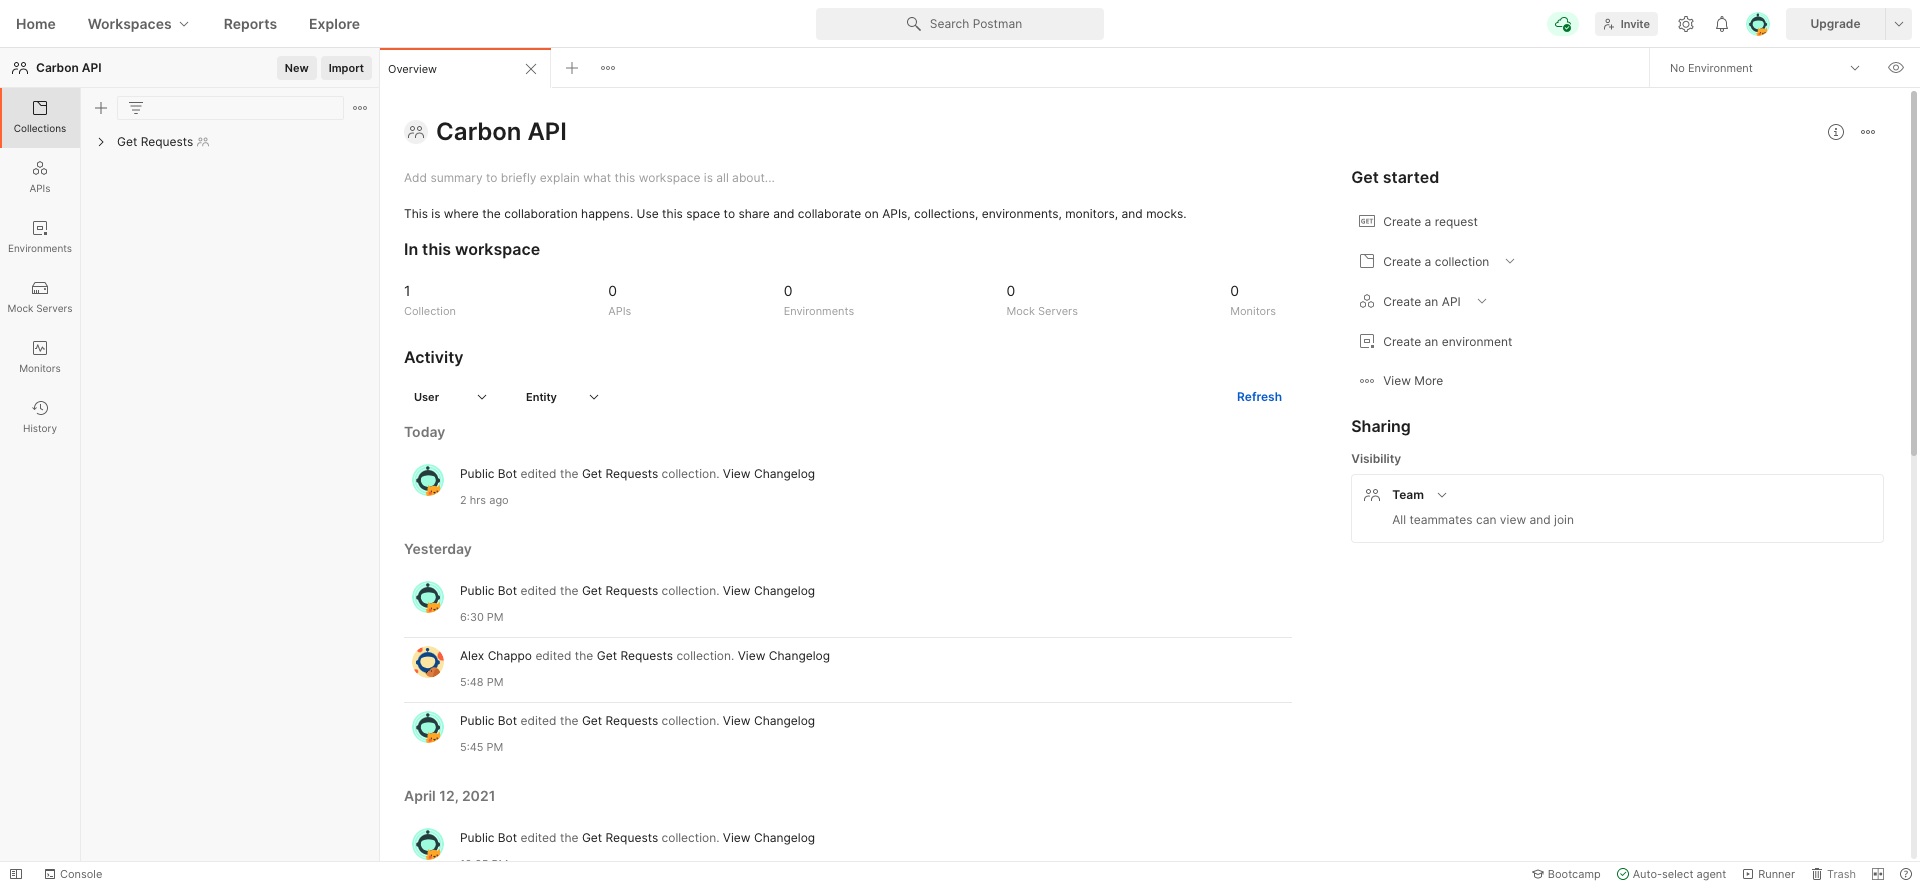 Home Workspaces Reports Explore Search Postman Invite Upgrade
Carbon API New Import Overview No Environment
Collections
Get Requests
APIs
Environments
Mock Servers
Monitors
History
Carbon API
Add summary to briefly explain what this workspace is all about...
This is where the collaboration happens. Use this space to share and collaborate on APIs, collections, environments, monitors, and mocks.
In this workspace
1 0 0 0 0
Collection APIs Environments Mock Servers Monitors
Activity
User Entity Refresh
Today
Public Bot edited the Get Requests collection. View Changelog
2 hrs ago
Yesterday
Public Bot edited the Get Requests collection. View Changelog
6:30 PM
Alex Chappo edited the Get Requests collection. View Changelog
5:48 PM
Public Bot edited the Get Requests collection. View Changelog
5:45 PM
April 12, 2021
Public Bot edited the Get Requests collection. View Changelog
Get started
GET Create a request
Create a collection
Create an API
Create an environment
View More
Sharing
Visibility
Team
All teammates can view and join
Console Bootcamp Auto-select agent Runner Trash